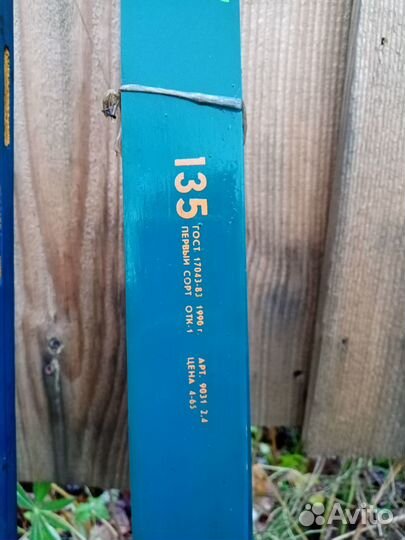 135
ГОСТ 17043-83 1990 г.
ПЕРВЫЙ СОРТ ОТК-1
АРТ. 9031 2,4
ЦЕНА 4-65
Avito